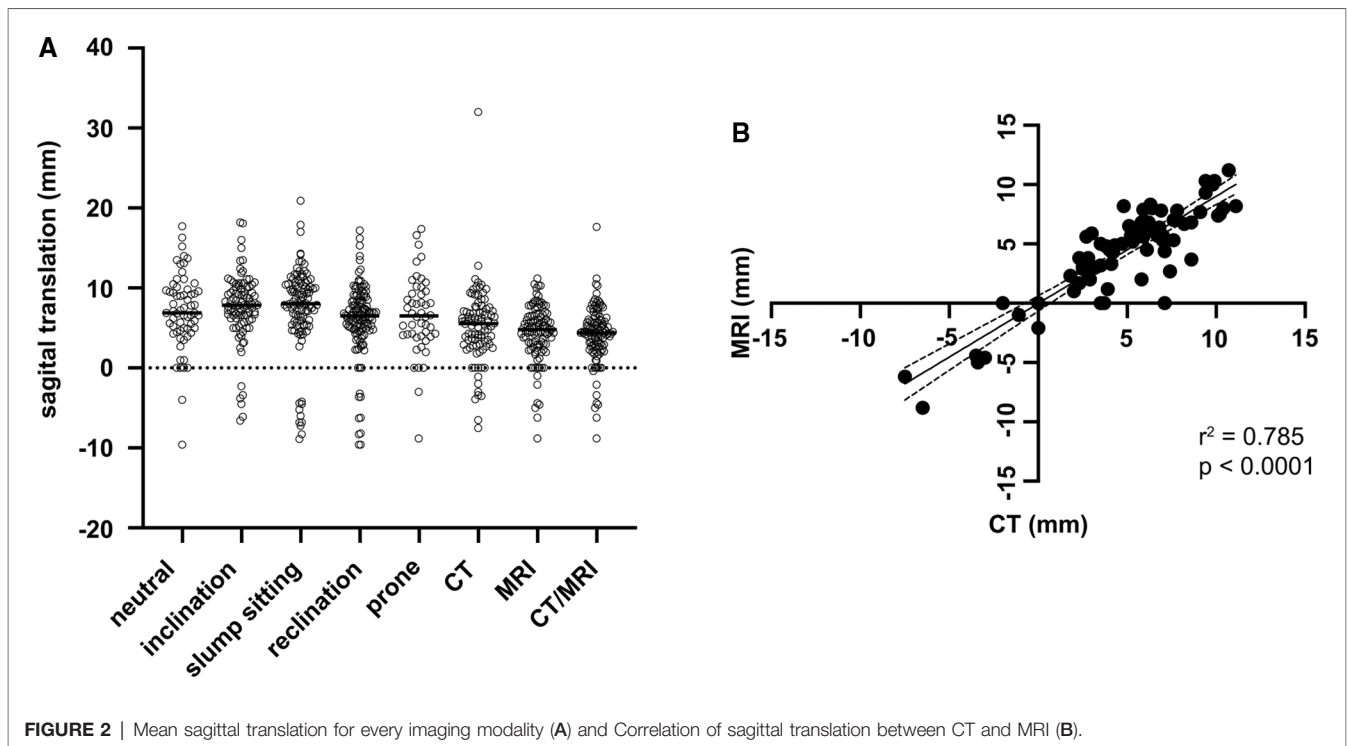 A
40
30
20
10
0
-10
-20
sagital translation (mm)
neutral
inclination
slump sitting
reclination
prone
CT
MRI
CT/MRI
B
15
10
5
-5
-10
-15
MRI (mm)
-15
-10
-5
5
10
15
CT (mm)
r² = 0.785
p < 0.0001
FIGURE 2 | Mean sagittal translation for every imaging modality (A) and Correlation of sagittal translation between CT and MRI (B).